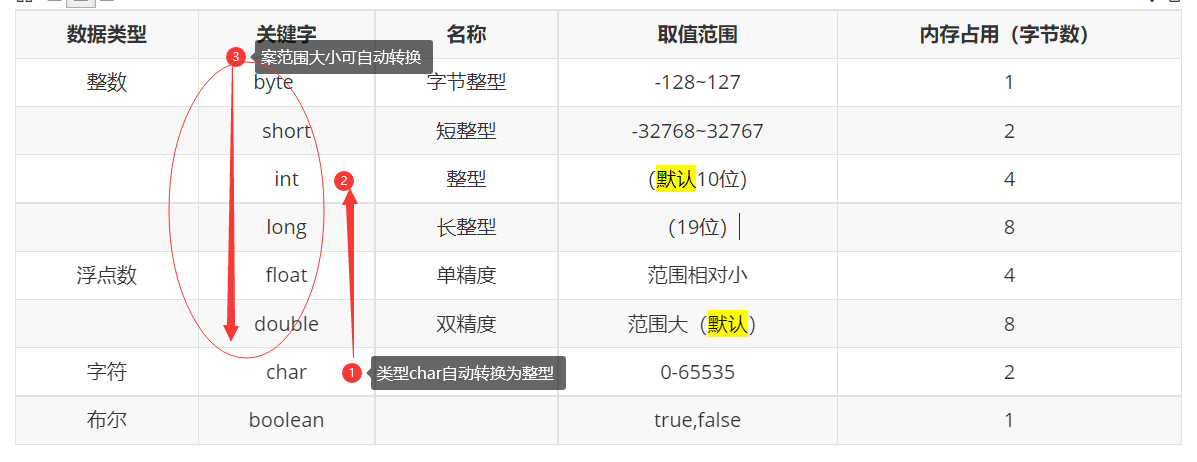 数据类型 关键字 名称 取值范围 内存占用（字节数）
3 案范围大小可自动转换
整数 byte 字节整型 -128~127 1
short 短整型 -32768~32767 2
int 2 整型 （默认10位） 4
long 长整型 （19位） 8
浮点数 float 单精度 范围相对小 4
double 双精度 范围大（默认） 8
字符 char 1 类型char自动转换为整型 0-65535 2
布尔 boolean true,false 1